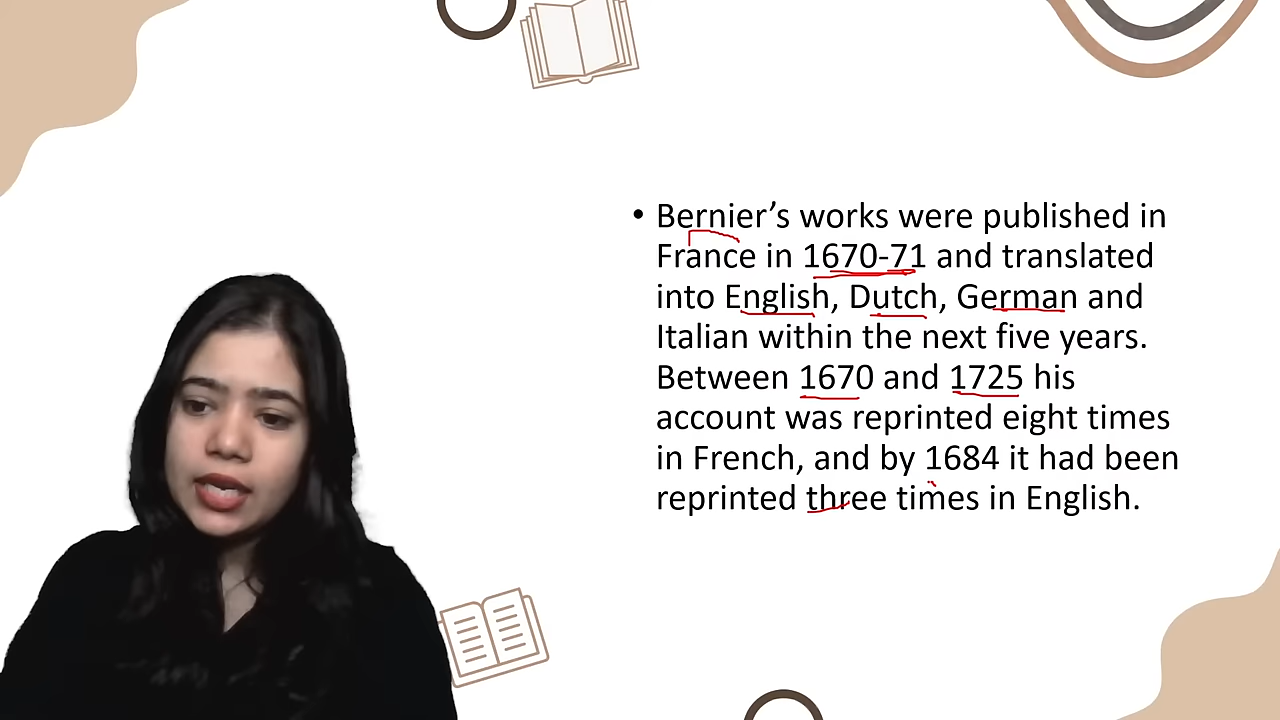 • Bernier’s works were published in
France in 1670-71 and translated
into English, Dutch, German and
Italian within the next five years.
Between 1670 and 1725 his
account was reprinted eight times
in French, and by 1684 it had been
reprinted three times in English.